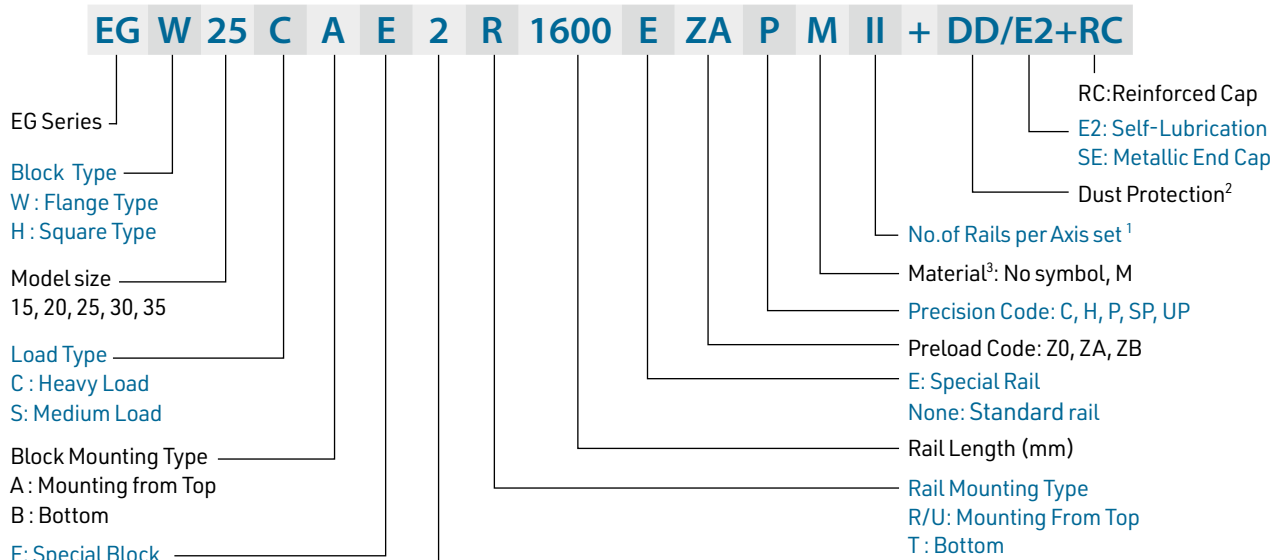 EG W 25 C A E 2 R 1600 E ZA P M II + DD/E2+RC
EG Series
Block Type
W : Flange Type
H : Square Type
Model size
15, 20, 25, 30, 35
Load Type
C : Heavy Load
S: Medium Load
Block Mounting Type
A : Mounting from Top
B : Bottom
E: Special Block
RC:Reinforced Cap
E2: Self-Lubrication
SE: Metallic End Cap
Dust Protection²
No.of Rails per Axis set ¹
Material³: No symbol, M
Precision Code: C, H, P, SP, UP
Preload Code: Z0, ZA, ZB
E: Special Rail
None: Standard rail
Rail Length (mm)
Rail Mounting Type
R/U: Mounting From Top
T : Bottom